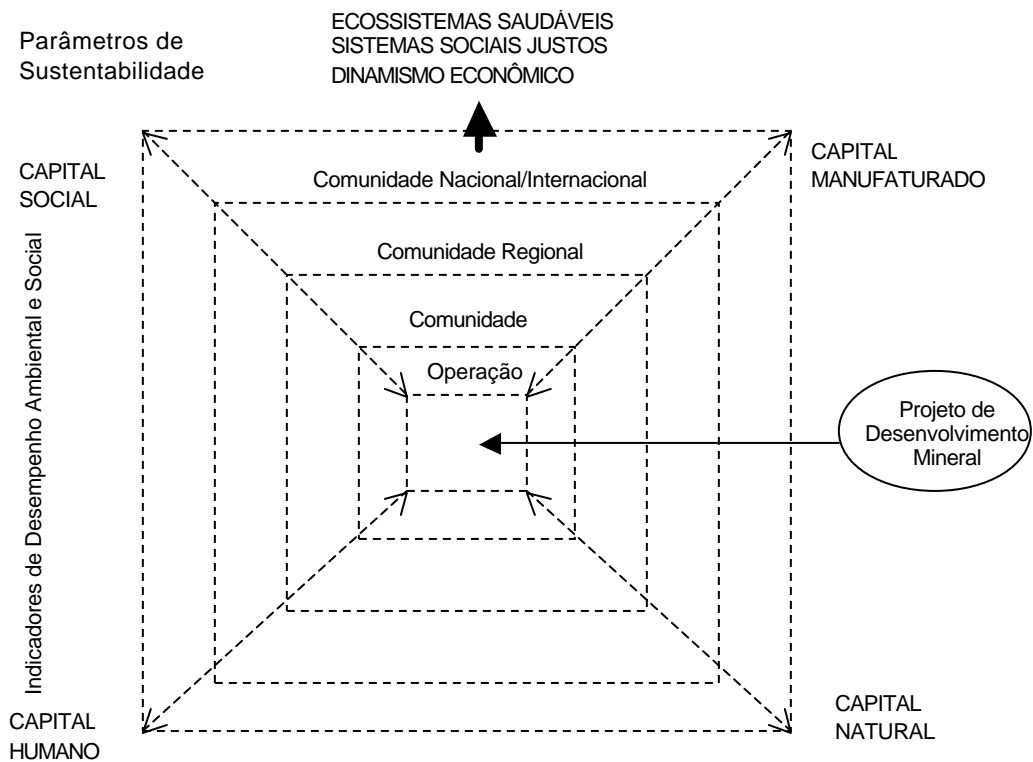 Parâmetros de
Sustentabilidade
ECOSSISTEMAS SAUDÁVEIS
SISTEMAS SOCIAIS JUSTOS
DINAMISMO ECONÔMICO
CAPITAL
SOCIAL
CAPITAL
MANUFATURADO
Comunidade Nacional/Internacional
Comunidade Regional
Comunidade
Operação
Projeto de
Desenvolvimento
Mineral
Indicadores de Desempenho Ambiental e Social
CAPITAL
HUMANO
CAPITAL
NATURAL